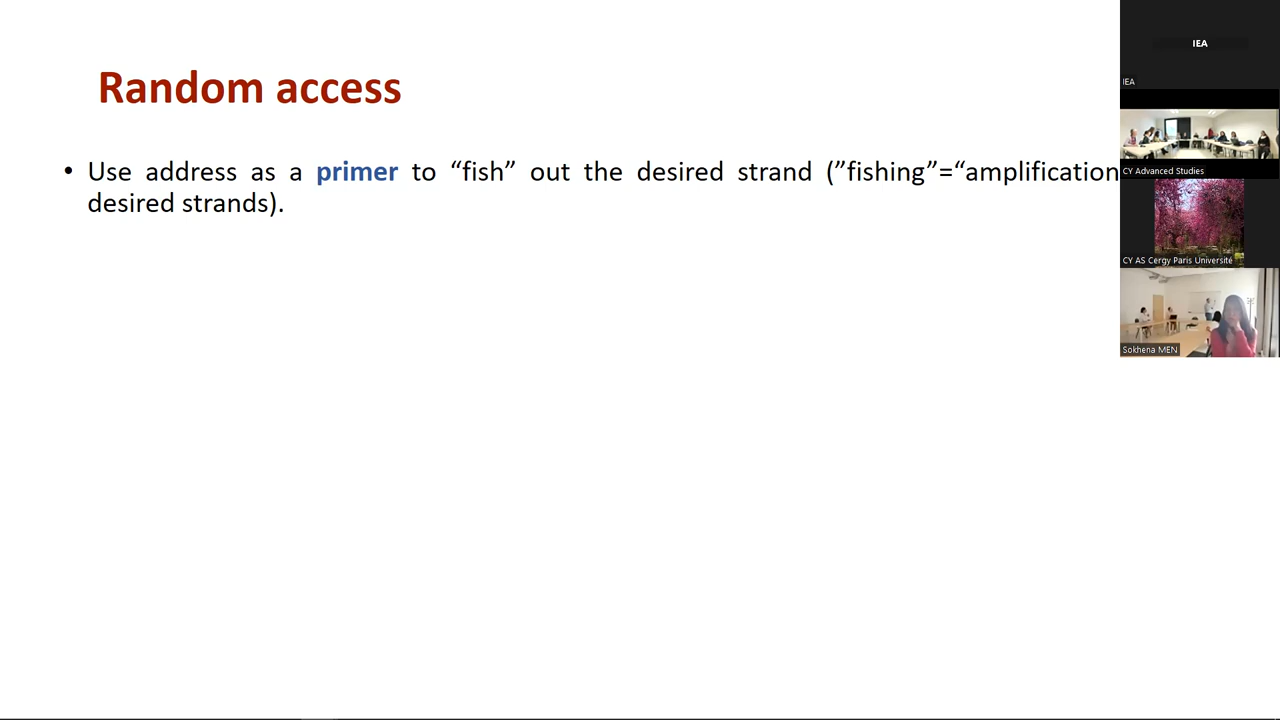 Random access
• Use address as a primer to “fish” out the desired strand (”fishing”=“amplification
desired strands).
IEA
IEA
CY Advanced Studies
CY AS Cergy Paris Université
Sokhena MEN